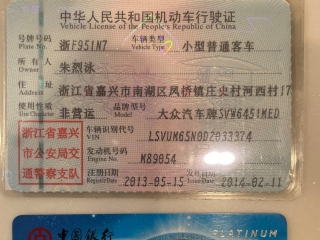 中华人民共和国机动车行驶证
Vehicle License of the People's Republic of China
号牌号码 浙F951N7 车辆类型 小型普通客车
Plate No. Vehicle Type
所有人 朱烈泳
Owner
住址 浙江省嘉兴市南湖区凤桥镇庄史村河西村17
Address
使用性质 非营运 品牌型号 大众汽车牌SVW6451MED
Use Character Model
浙江省嘉兴 车辆识别代号 LSVUM65N0D2033374
VIN
市公安局交 发动机号码 M89054
Engine No.
通警察支队 注册日期 2013-05-15 发证日期 2014-02-11
Register Date Issue Date
中国银行 PLATINUM